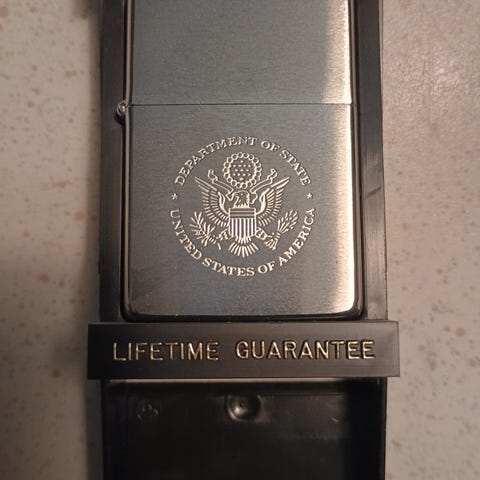 DEPARTMENT OF STATE
UNITED STATES OF AMERICA
LIFETIME GUARANTEE